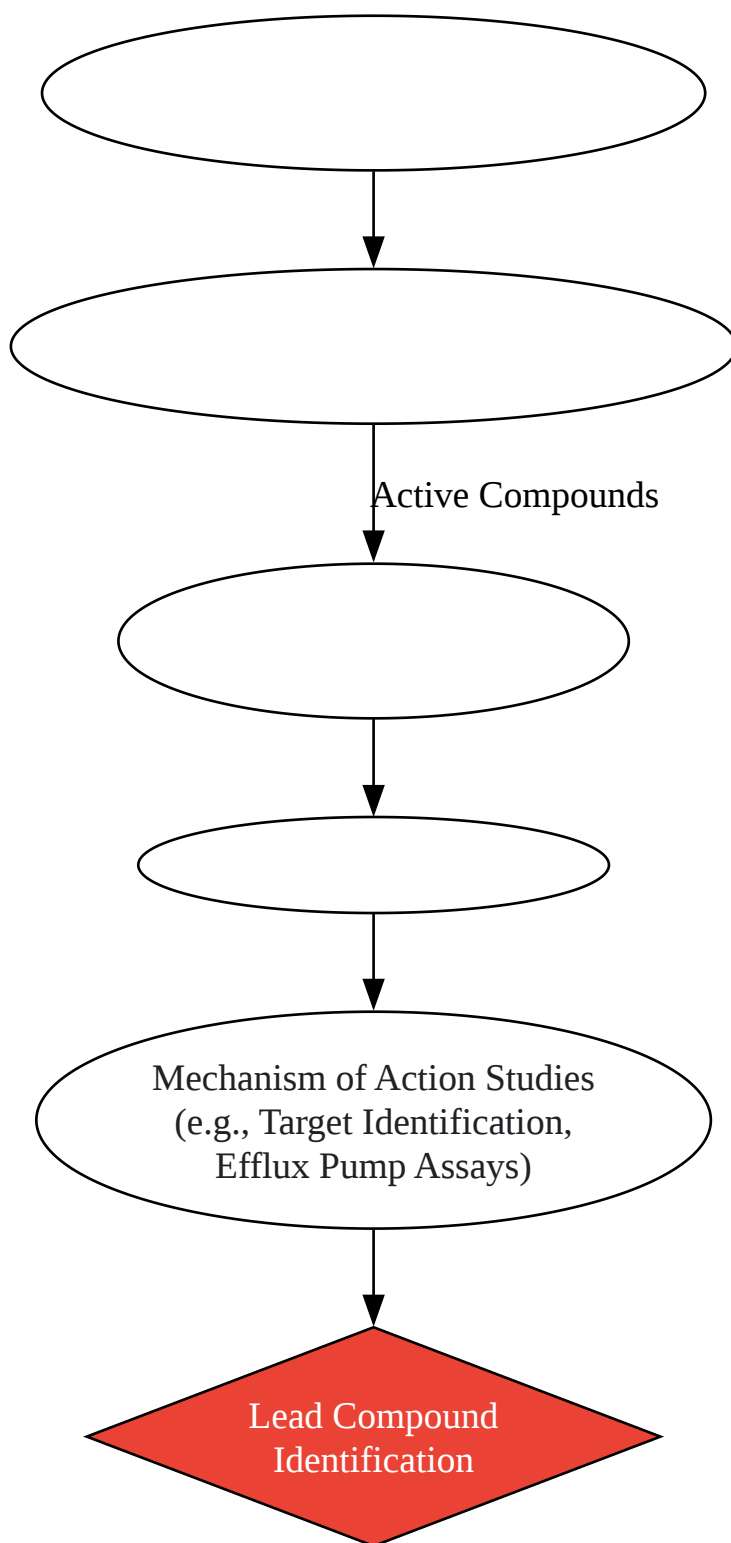 Active Compounds
Mechanism of Action Studies
(e.g., Target Identification,
Efflux Pump Assays)
Lead Compound
Identification